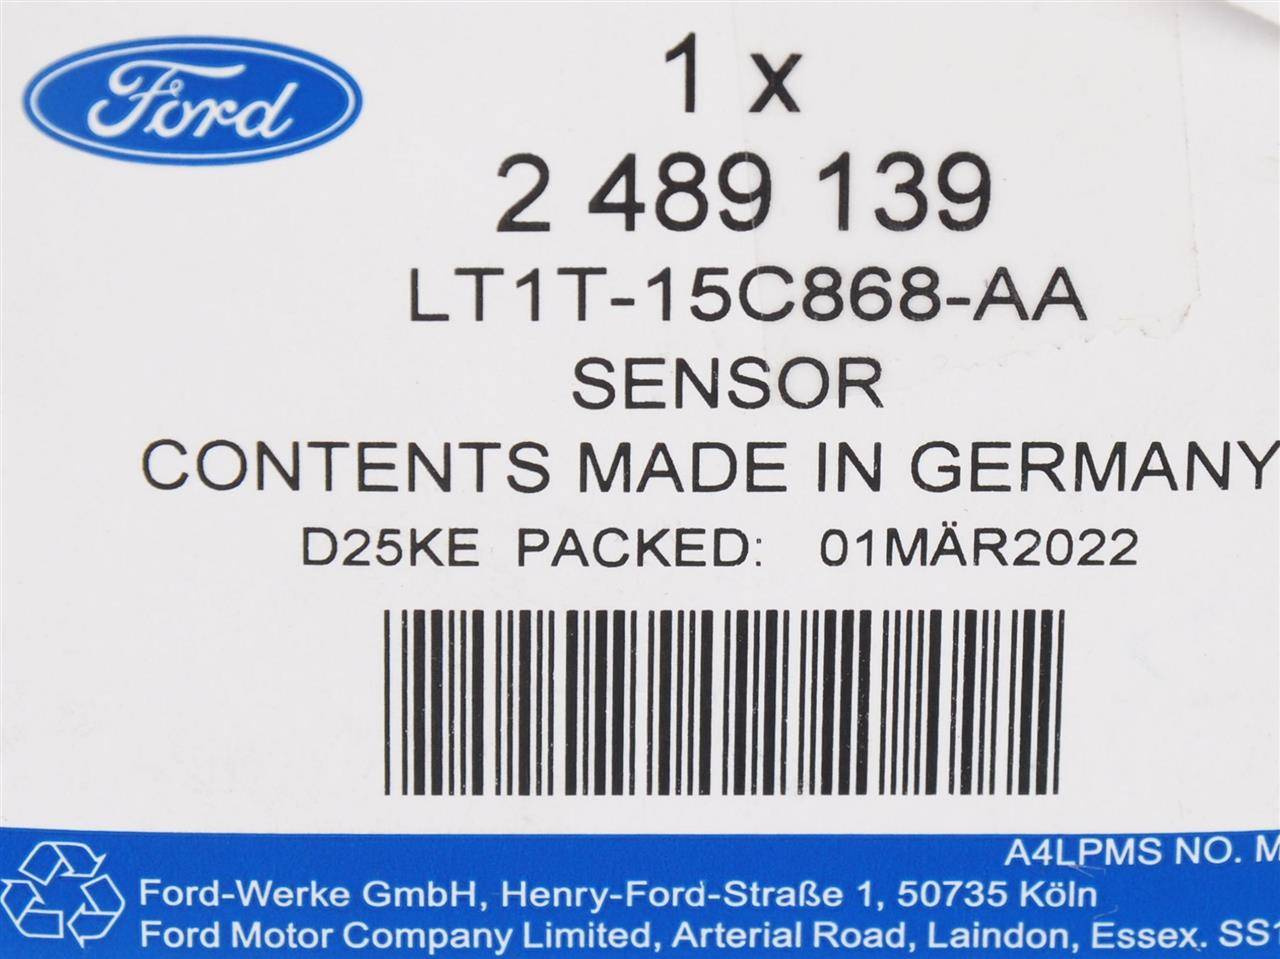 Ford
1 x
2 489 139
LT1T-15C868-AA
SENSOR
CONTENTS MADE IN GERMANY
D25KE PACKED: 01MÄR2022
A4LPMS NO. M
Ford-Werke GmbH, Henry-Ford-Straße 1, 50735 Köln
Ford Motor Company Limited, Arterial Road, Laindon, Essex. SS1